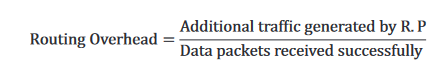 Routing Overhead = Additional traffic generated by R. P
Data packets received successfully